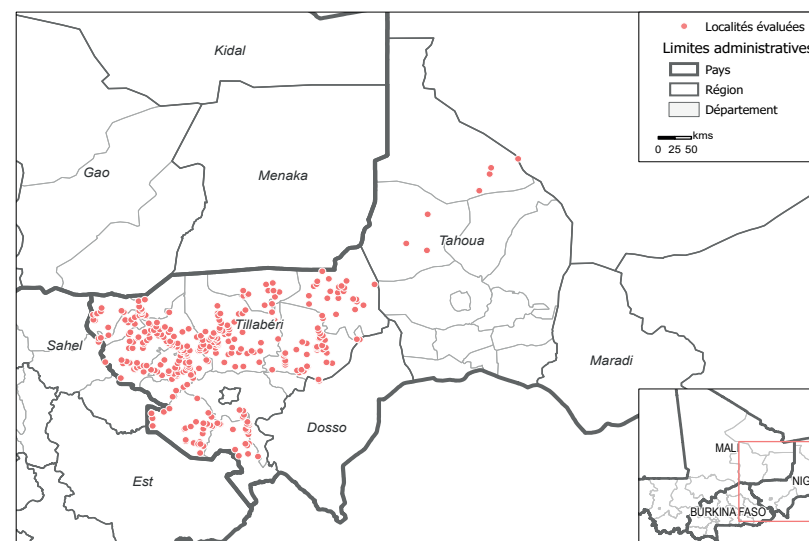 Localités évaluées
Limites administratives
Pays
Région
Département
kms
0 25 50
Kidal
Gao
Menaka
Tahoua
Tillabéri
Sahel
Maradi
Dosso
Est
MALI
NIG
BURKINA FASO